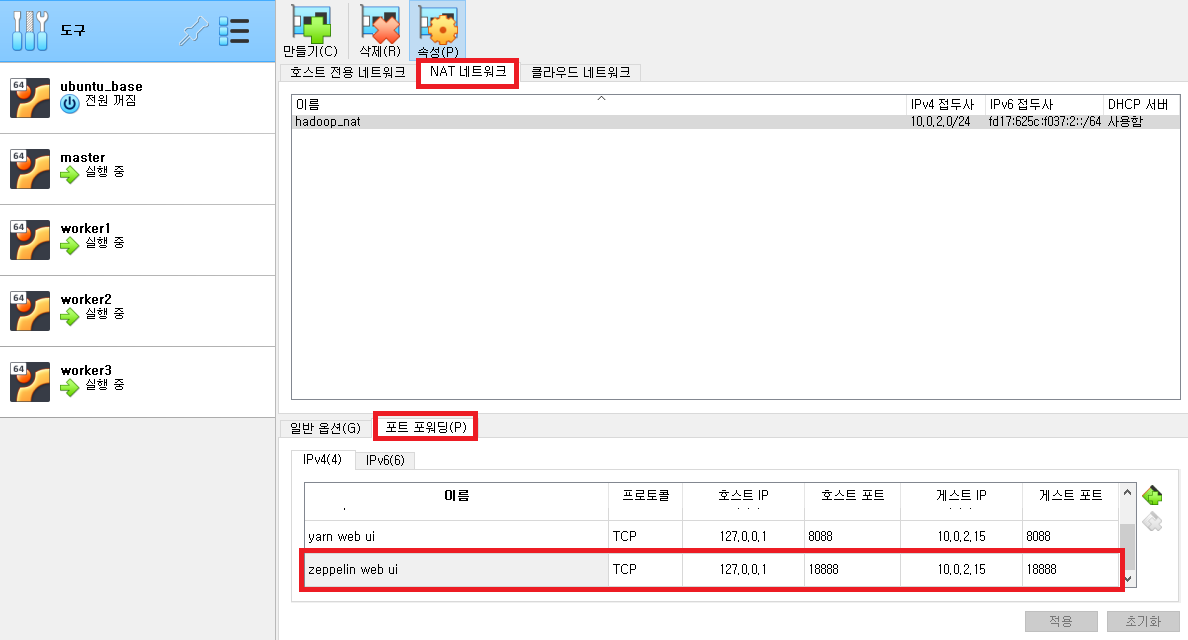 도구
64
ubuntu_base
전원 꺼짐
64
master
실행 중
64
worker1
실행 중
64
worker2
실행 중
64
worker3
실행 중
만들기(C) 삭제(R) 속성(P)
호스트 전용 네트워크 NAT 네트워크 클라우드 네트워크
이름 IPv4 접두사 IPv6 접두사 DHCP 서버
hadoop_nat 10.0.2.0/24 fd17:625c:f037:2::/64 사용함
일반 옵션(G) 포트 포워딩(P)
IPv4(4) IPv6(6)
이름 프로토콜 호스트 IP 호스트 포트 게스트 IP 게스트 포트
yarn web ui TCP 127.0.0.1 8088 10.0.2.15 8088
zeppelin web ui TCP 127.0.0.1 18888 10.0.2.15 18888
적용 초기화